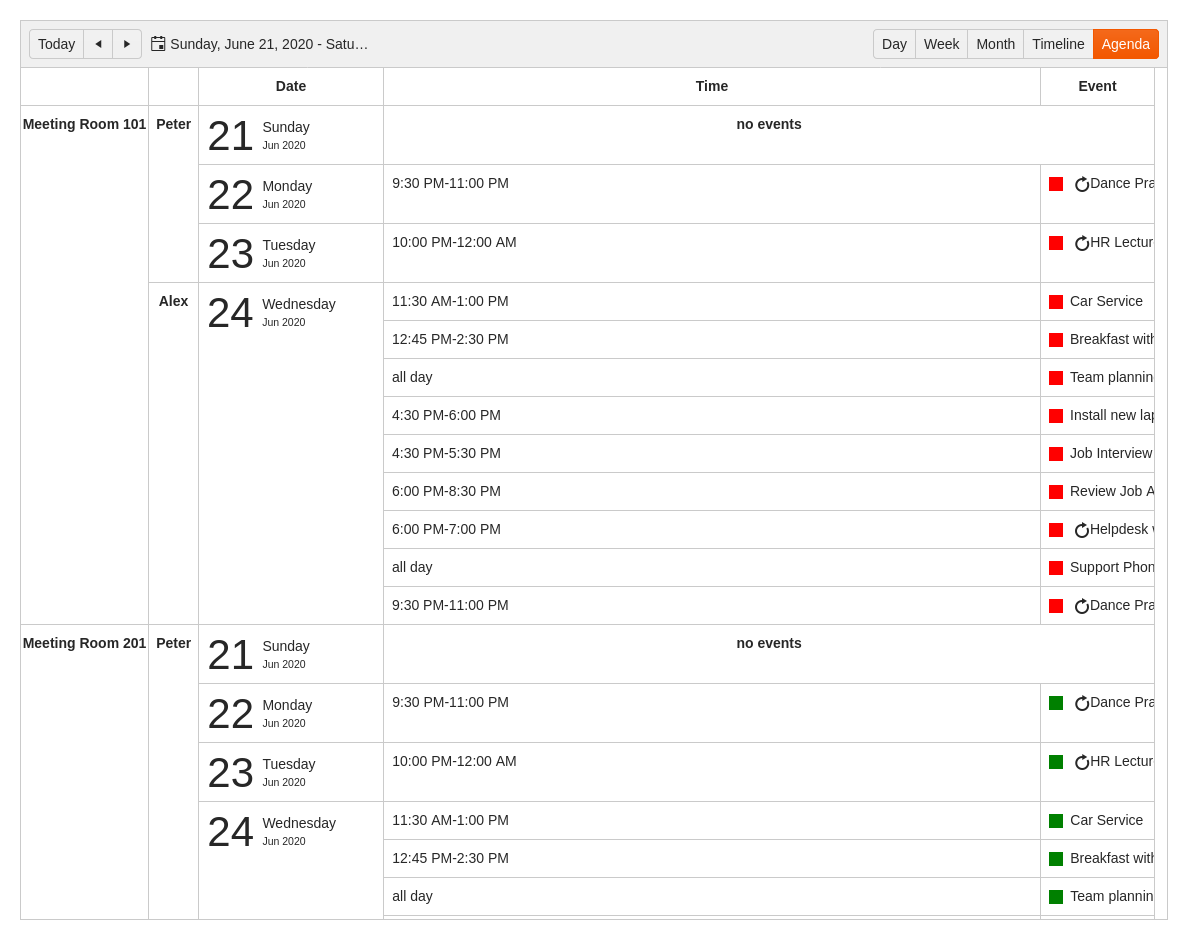 Today
Sunday, June 21, 2020 - Satu…
Day Week Month Timeline Agenda
Date Time Event
Meeting Room 101 Peter 21 Sunday Jun 2020 no events
22 Monday Jun 2020 9:30 PM-11:00 PM Dance Pra
23 Tuesday Jun 2020 10:00 PM-12:00 AM HR Lectur
Alex 24 Wednesday Jun 2020 11:30 AM-1:00 PM Car Service
12:45 PM-2:30 PM Breakfast with
all day Team plannin
4:30 PM-6:00 PM Install new lap
4:30 PM-5:30 PM Job Interview
6:00 PM-8:30 PM Review Job A
6:00 PM-7:00 PM Helpdesk w
all day Support Phon
9:30 PM-11:00 PM Dance Pra
Meeting Room 201 Peter 21 Sunday Jun 2020 no events
22 Monday Jun 2020 9:30 PM-11:00 PM Dance Pra
23 Tuesday Jun 2020 10:00 PM-12:00 AM HR Lectur
24 Wednesday Jun 2020 11:30 AM-1:00 PM Car Service
12:45 PM-2:30 PM Breakfast with
all day Team plannin